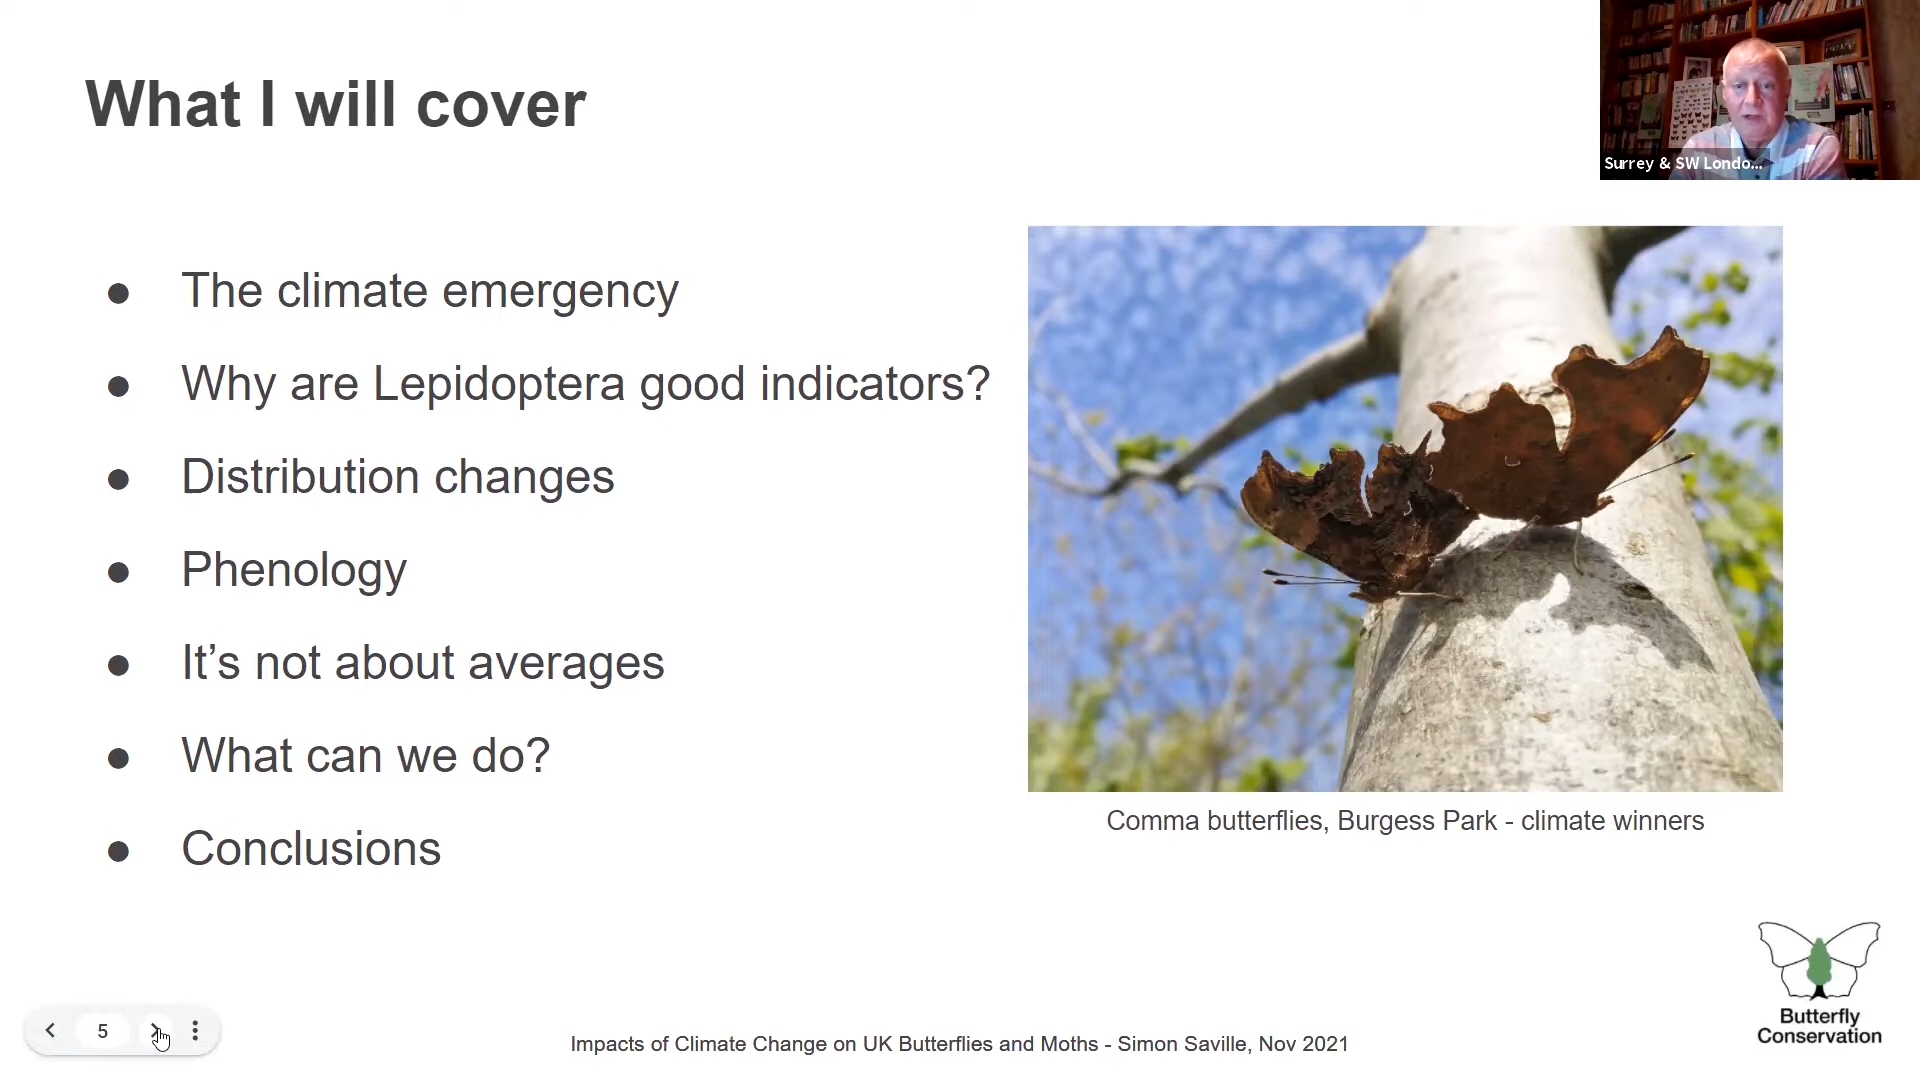 What I will cover
Surrey & SW Londo...
● The climate emergency
● Why are Lepidoptera good indicators?
● Distribution changes
● Phenology
● It’s not about averages
● What can we do?
● Conclusions
Comma butterflies, Burgess Park - climate winners
Butterfly
Conservation
5
Impacts of Climate Change on UK Butterflies and Moths - Simon Saville, Nov 2021